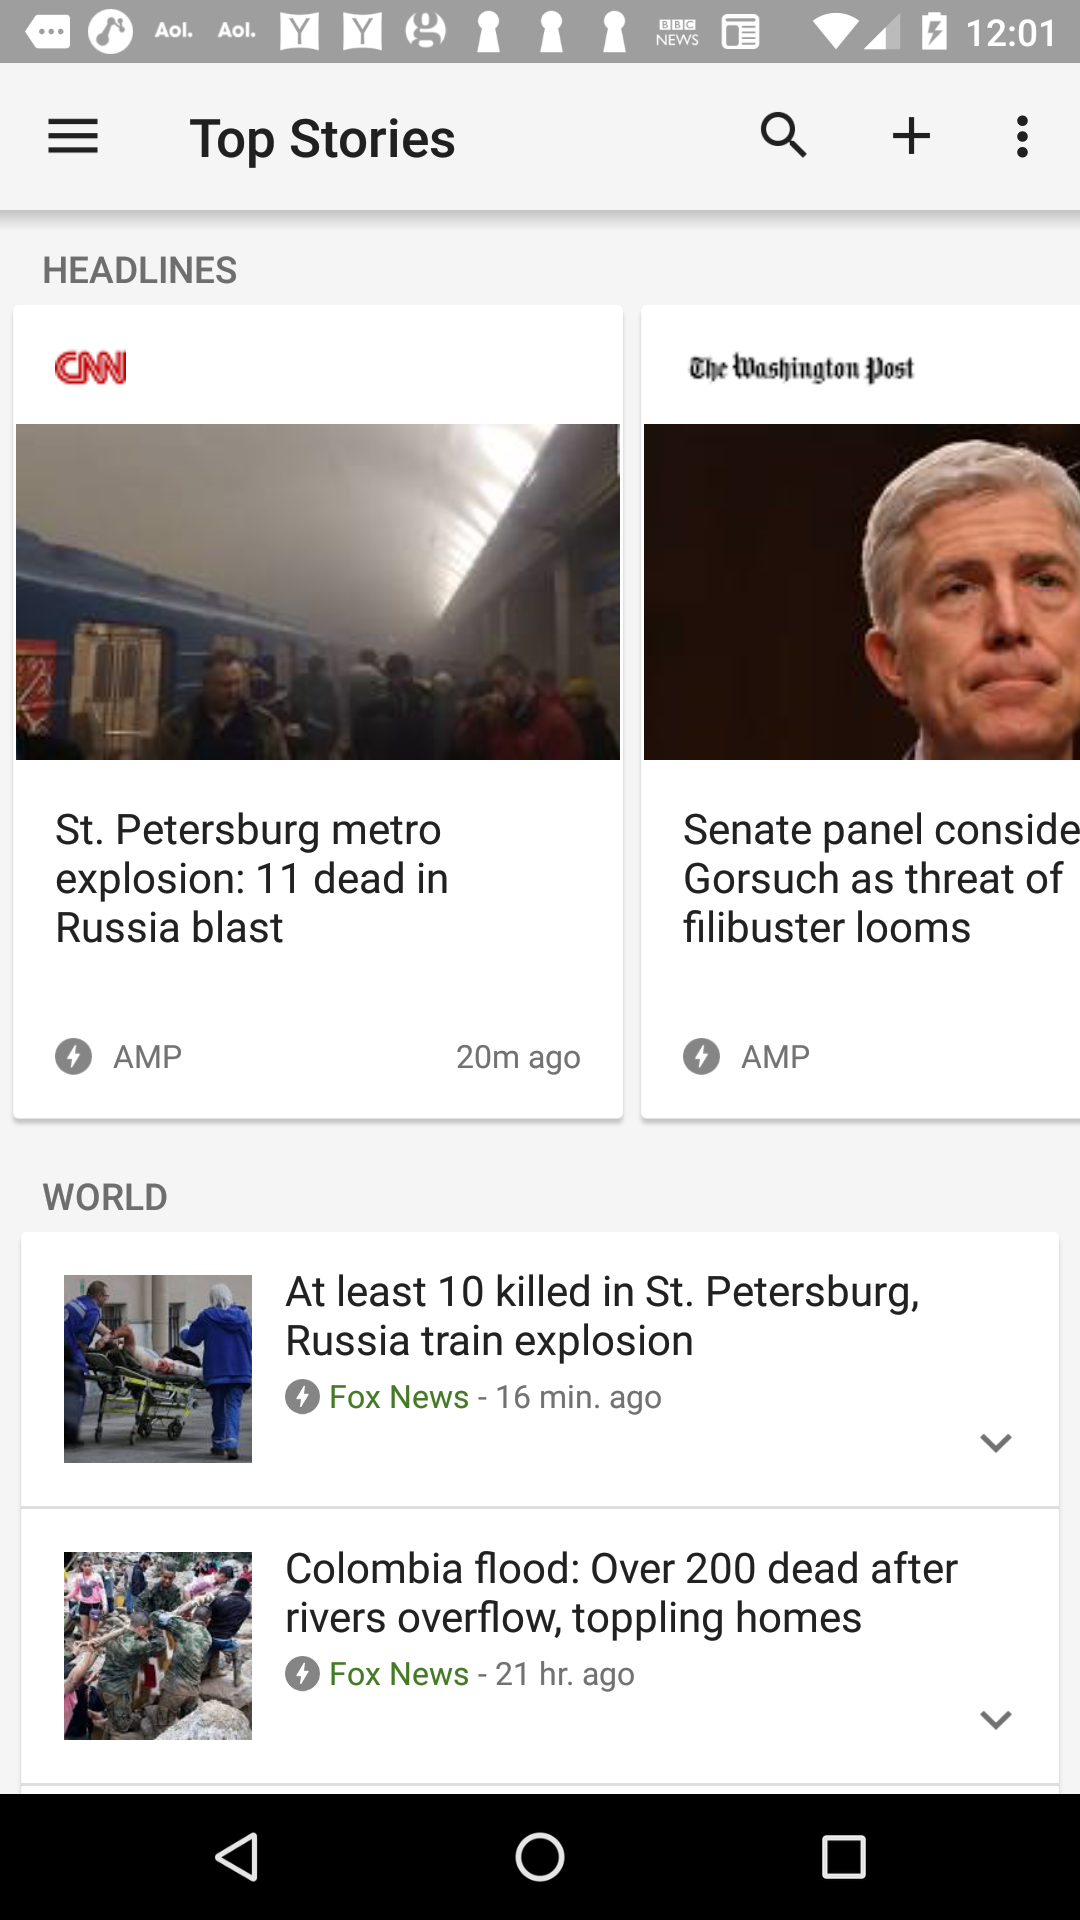 Aol. Aol. Y Y BBC NEWS 12:01
Top Stories
HEADLINES
CNN
The Washington Post
St. Petersburg metro
explosion: 11 dead in
Russia blast
AMP 20m ago
Senate panel conside
Gorsuch as threat of
filibuster looms
AMP
WORLD
At least 10 killed in St. Petersburg,
Russia train explosion
Fox News - 16 min. ago
Colombia flood: Over 200 dead after
rivers overflow, toppling homes
Fox News - 21 hr. ago